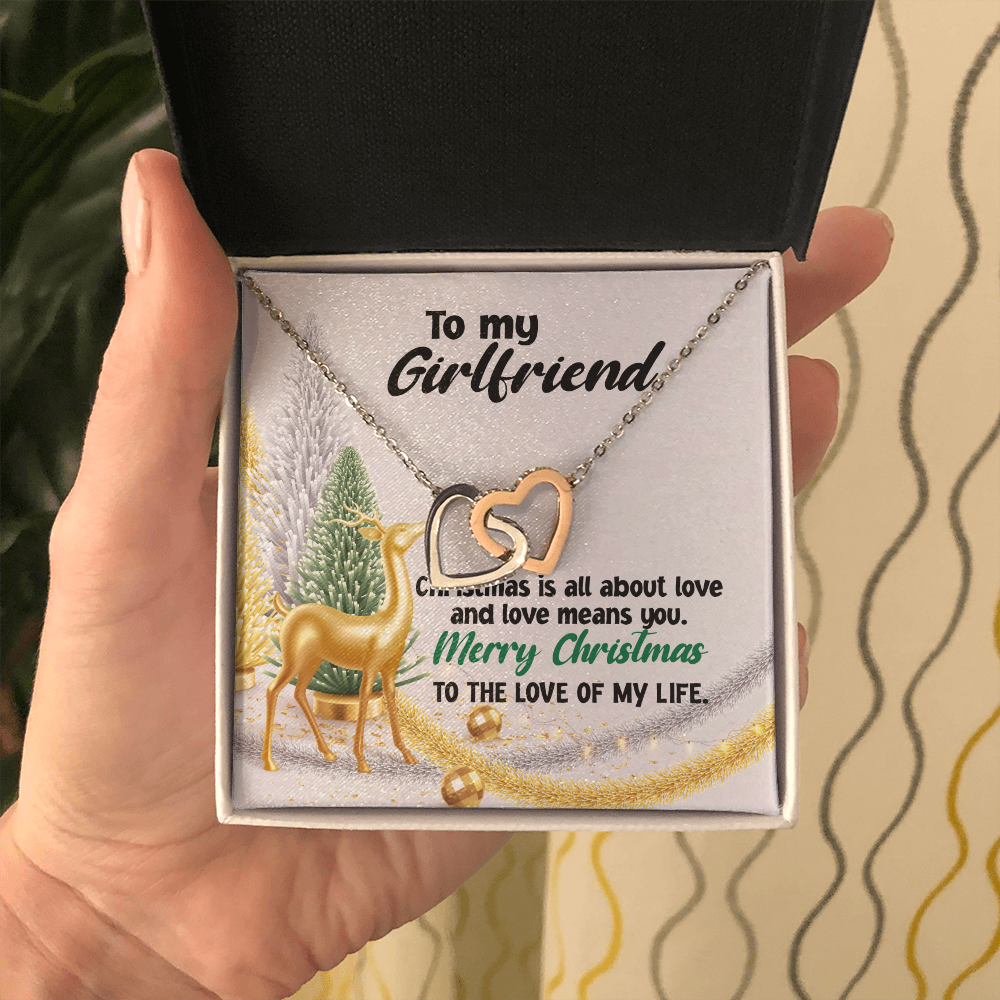 To my
Girlfriend
Christmas is all about love
and love means you.
Merry Christmas
TO THE LOVE OF MY LIFE.